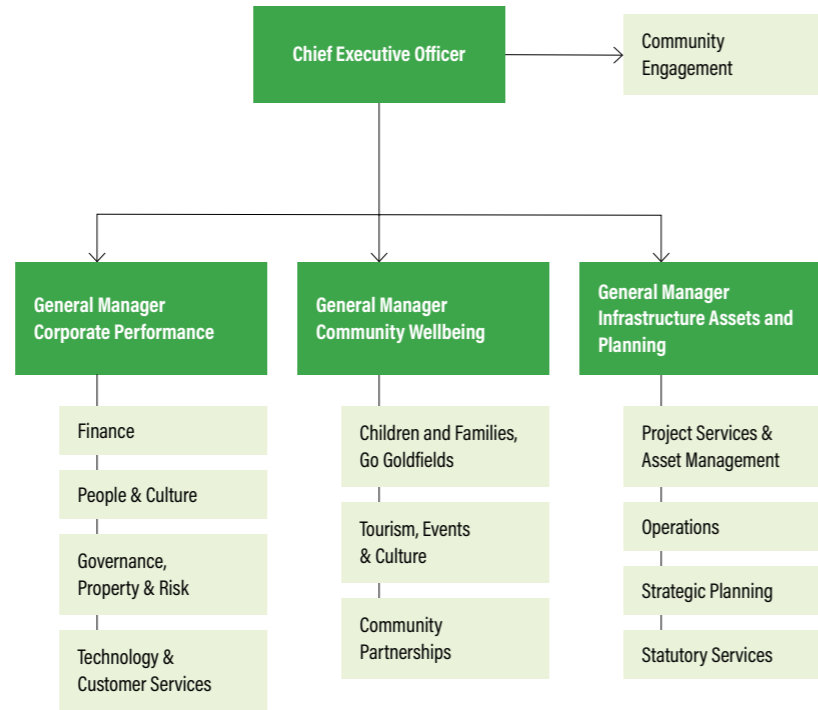 Chief Executive Officer
Community
Engagement
General Manager
Corporate Performance
General Manager
Community Wellbeing
General Manager
Infrastructure Assets and
Planning
Finance
People & Culture
Governance,
Property & Risk
Technology &
Customer Services
Children and Families,
Go Goldfields
Tourism, Events
& Culture
Community
Partnerships
Project Services &
Asset Management
Operations
Strategic Planning
Statutory Services